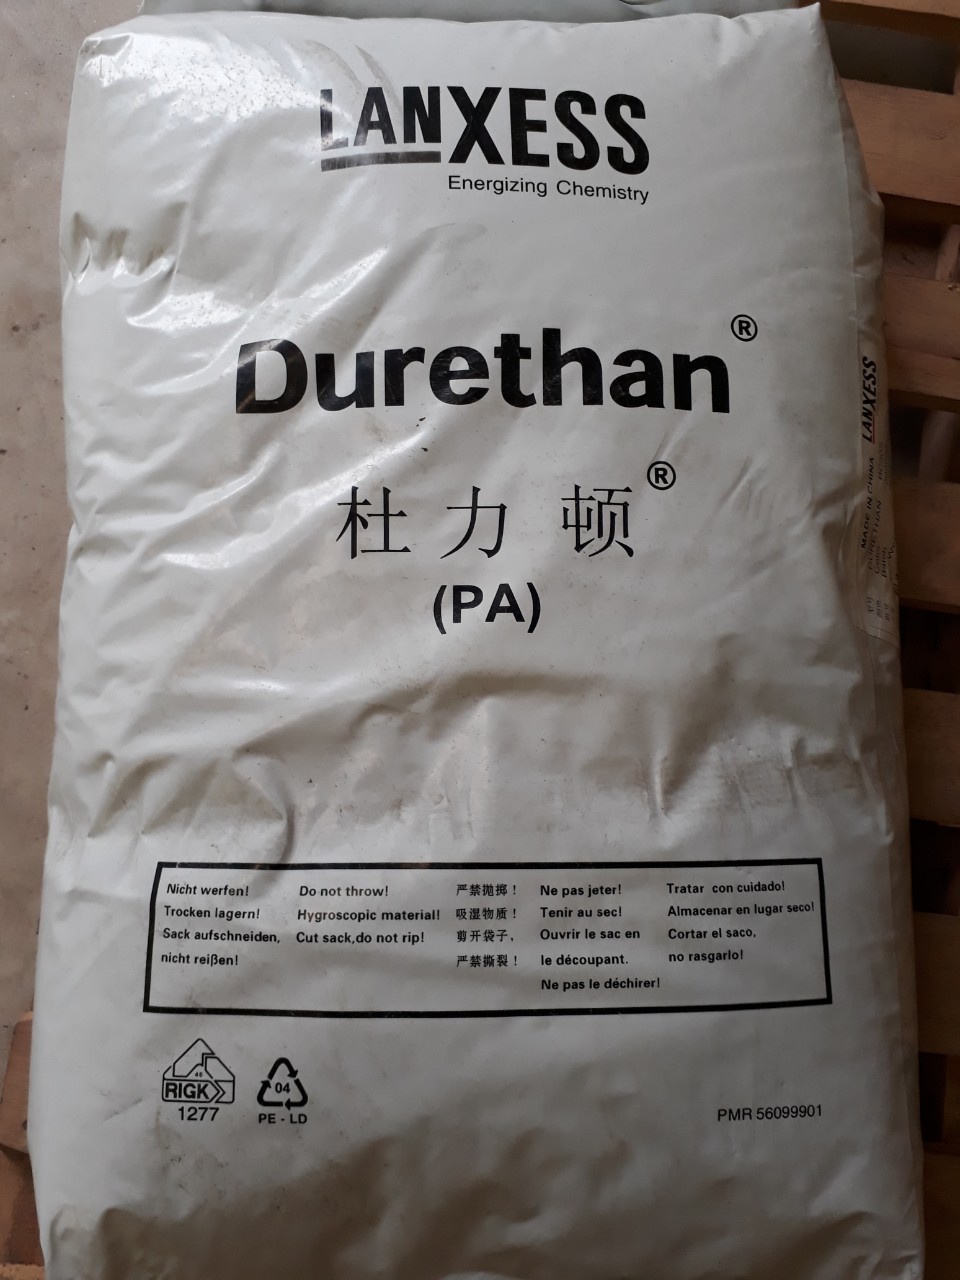 LANXESS
Energizing Chemistry
Durethan®
杜力顿®
(PA)
Nicht werfen!
Trocken lagern!
Sack aufschneiden,
nicht reißen!
Do not throw!
Hygroscopic material!
Cut sack,do not rip!
严禁抛掷！
吸湿物质！
剪开袋子，
严禁撕裂！
Ne pas jeter!
Tenir au sec!
Ouvrir le sac en
le découpant.
Ne pas le déchirer!
Tratar con cuidado!
Almacenar en lugar seco!
Cortar el saco,
no rasgarlo!
46
RIGK
1277
04
PE - LD
PMR 56099901
LANXESS
MADE IN CHINA
DURETHAN